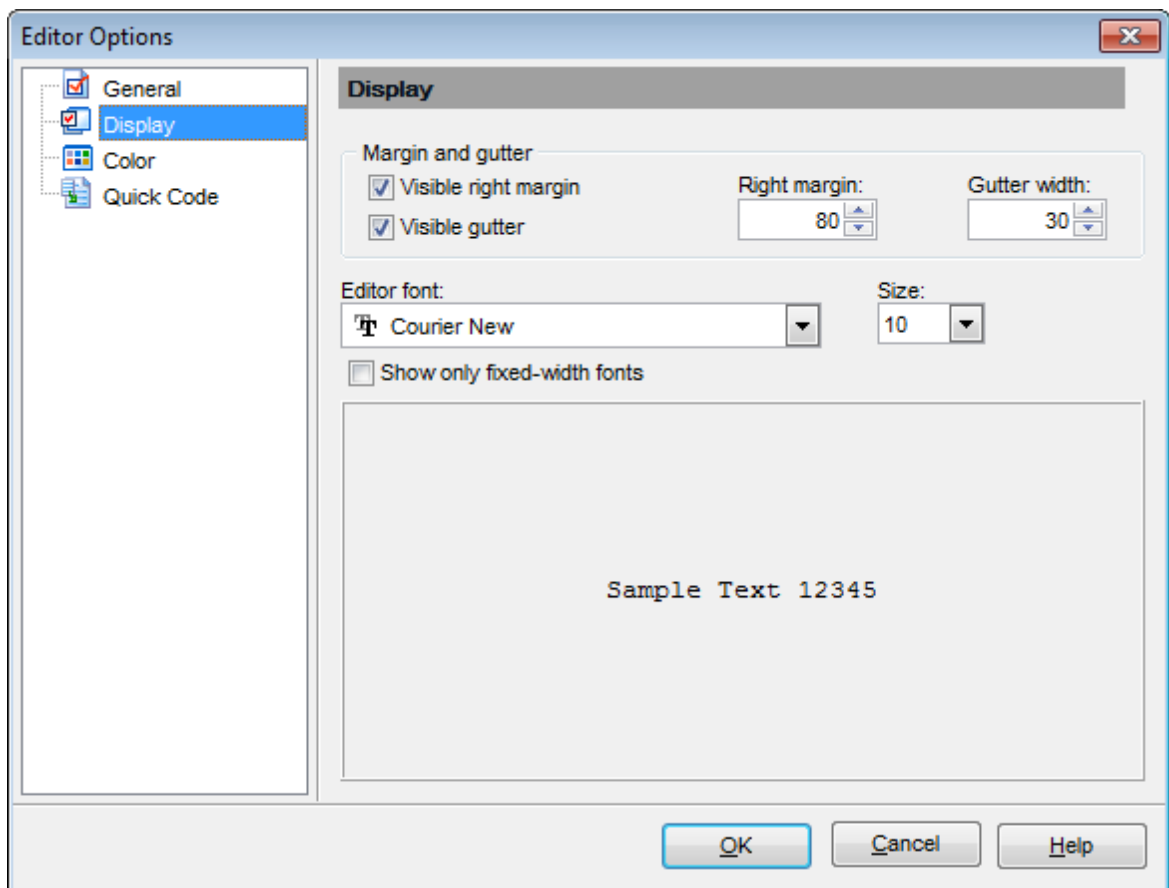 Editor Options
General
Display
Color
Quick Code
Display
Margin and gutter
Visible right margin
Right margin:
Gutter width:
80
30
Visible gutter
Editor font:
Size:
Courier New
10
Show only fixed-width fonts
Sample Text 12345
OK
Cancel
Help